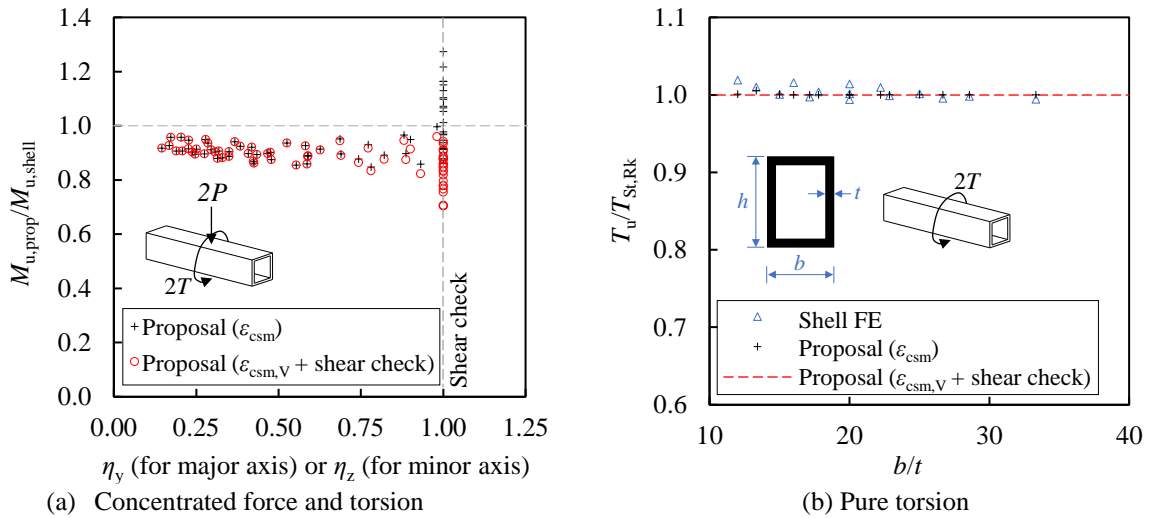 1.4
1.2
1.0
0.8
0.6
0.4
0.2
0.0
M_u,prop/M_u,shell
2P
2T
+ Proposal (ε_csm)
○ Proposal (ε_csm,V + shear check)
Shear check
0.00 0.25 0.50 0.75 1.00 1.25
η_y (for major axis) or η_z (for minor axis)
(a) Concentrated force and torsion
1.1
1.0
0.9
0.8
0.7
0.6
T_u/T_St,Rk
h
t
b
2T
Shell FE
Proposal (ε_csm)
Proposal (ε_csm,V + shear check)
10 20 30 40
b/t
(b) Pure torsion